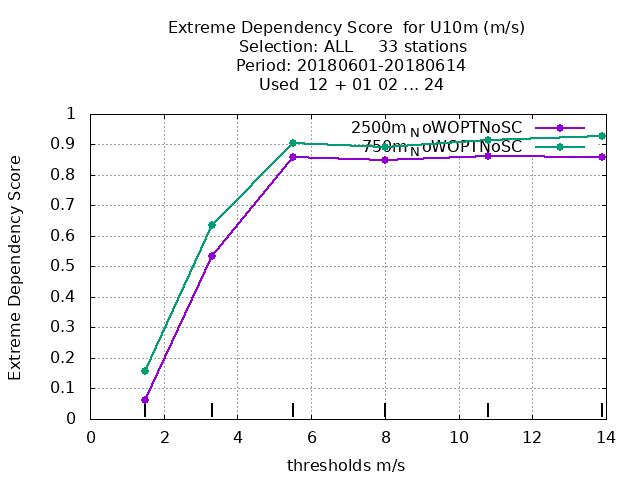 Extreme Dependency Score  for U10m (m/s)
Selection: ALL     33 stations
Period: 20180601-20180614
Used  12 + 01 02 ... 24
2500m_NoWOPTNoSC
750m_NoWOPTNoSC
Extreme Dependency Score
1
0.9
0.8
0.7
0.6
0.5
0.4
0.3
0.2
0.1
0
0 2 4 6 8 10 12 14
thresholds m/s